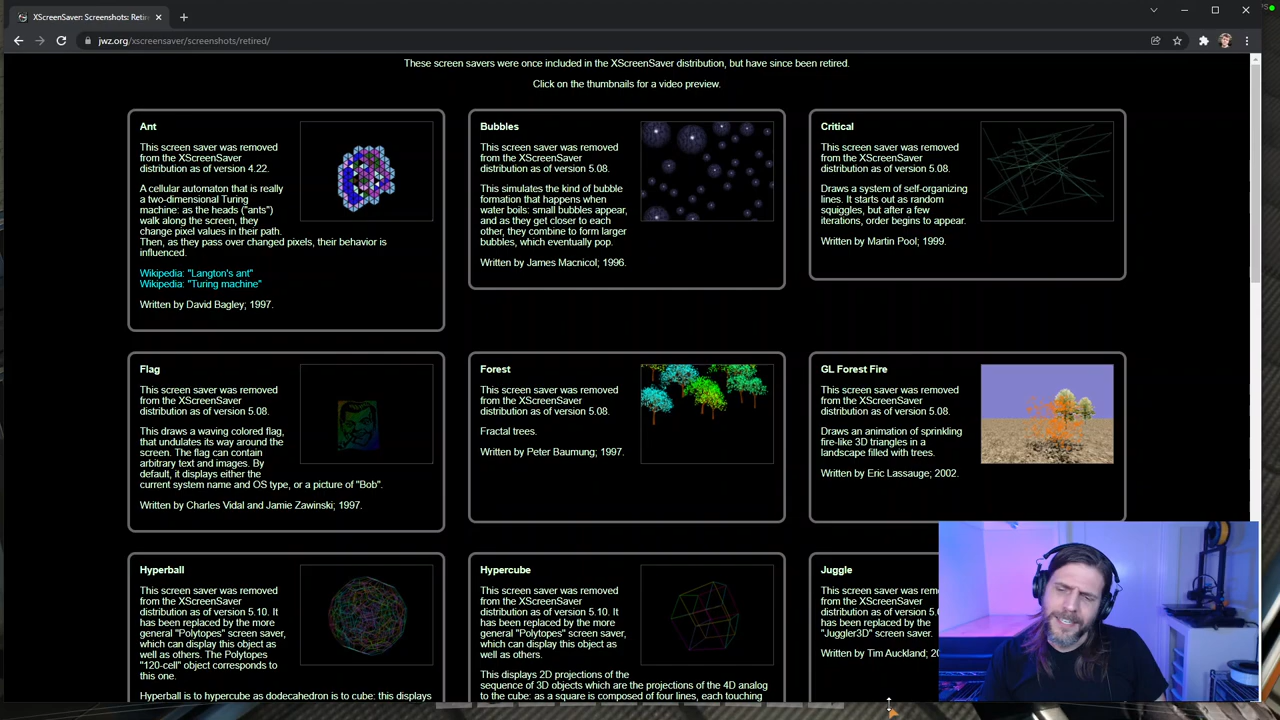 XScreenSaver: Screenshots: Retir
jwz.org/xscreensaver/screenshots/retired/
These screen savers were once included in the XScreenSaver distribution, but have since been retired.
Click on the thumbnails for a video preview.
Ant
This screen saver was removed
from the XScreenSaver
distribution as of version 4.22.
A cellular automaton that is really
a two-dimensional Turing
machine: as the heads ("ants")
walk along the screen, they
change pixel values in their path.
Then, as they pass over changed pixels, their behavior is
influenced.
Wikipedia: "Langton's ant"
Wikipedia: "Turing machine"
Written by David Bagley; 1997.
Bubbles
This screen saver was removed
from the XScreenSaver
distribution as of version 5.08.
This simulates the kind of bubble
formation that happens when
water boils: small bubbles appear,
and as they get closer to each
other, they combine to form larger
bubbles, which eventually pop.
Written by James Macnicol; 1996.
Critical
This screen saver was removed
from the XScreenSaver
distribution as of version 5.08.
Draws a system of self-organizing
lines. It starts out as random
squiggles, but after a few
iterations, order begins to appear.
Written by Martin Pool; 1999.
Flag
This screen saver was removed
from the XScreenSaver
distribution as of version 5.08.
This draws a waving colored flag,
that undulates its way around the
screen. The flag can contain
arbitrary text and images. By
default, it displays either the
current system name and OS type, or a picture of "Bob".
Written by Charles Vidal and Jamie Zawinski; 1997.
Forest
This screen saver was removed
from the XScreenSaver
distribution as of version 5.08.
Fractal trees.
Written by Peter Baumung; 1997.
GL Forest Fire
This screen saver was removed
from the XScreenSaver
distribution as of version 5.08.
Draws an animation of sprinkling
fire-like 3D triangles in a
landscape filled with trees.
Written by Eric Lassauge; 2002.
Hyperball
This screen saver was removed
from the XScreenSaver
distribution as of version 5.10. It
has been replaced by the more
general "Polytopes" screen saver,
which can display this object as
well as others. The Polytopes
"120-cell" object corresponds to
this one.
Hyperball is to hypercube as dodecahedron is to cube: this displays
Hypercube
This screen saver was removed
from the XScreenSaver
distribution as of version 5.10. It
has been replaced by the more
general "Polytopes" screen saver,
which can display this object as
well as others.
This displays 2D projections of the
sequence of 3D objects which are the projections of the 4D analog
to the cube: as a square is composed of four lines, each touching
Juggle
This screen saver was rem
from the XScreenSaver
distribution as of version 5.
has been replaced by the
"Juggler3D" screen saver.
Written by Tim Auckland; 20